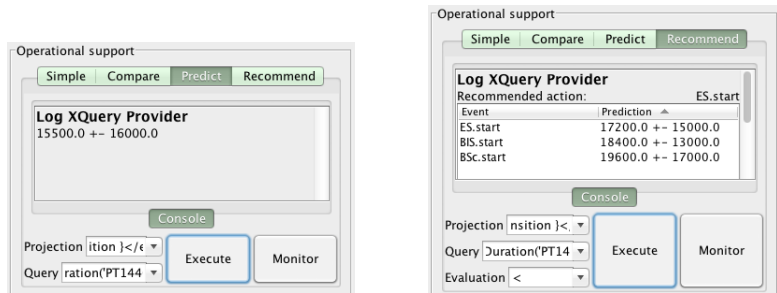 Operational support
Simple Compare Predict Recommend
Log XQuery Provider
15500.0 +- 16000.0
Console
Projection ition }</e
Query ration('PT144
Execute Monitor
Operational support
Simple Compare Predict Recommend
Log XQuery Provider
Recommended action: ES.start
Event Prediction
ES.start 17200.0 +- 15000.0
BIS.start 18400.0 +- 13000.0
BSc.start 19600.0 +- 17000.0
Console
Projection nsition }<
Query Duration('PT14
Evaluation <
Execute Monitor